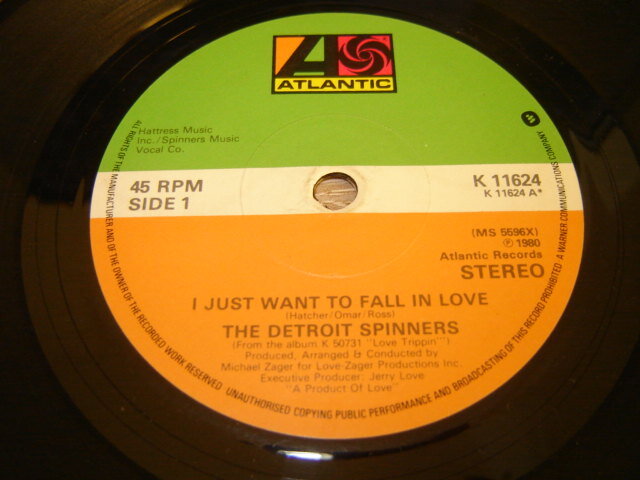 ATLANTIC
®
W
Hattress Music
Inc./Spinners Music
Vocal Co.
45 RPM
SIDE 1
K 11624
K 11624 A*
(MS 5596X)
℗ 1980
Atlantic Records
STEREO
I JUST WANT TO FALL IN LOVE
(Hatcher/Omar/Ross)
THE DETROIT SPINNERS
(From the album K 50731 "Love Trippin'")
Produced, Arranged & Conducted by
Michael Zager for Love-Zager Productions Inc.
Executive Producer: Jerry Love
"A Product Of Love"
ALL RIGHTS OF THE MANUFACTURER AND OF THE OWNER OF THE RECORDED WORK RESERVED UNAUTHORISED COPYING PUBLIC PERFORMANCE AND BROADCASTING OF THIS RECORD PROHIBITED A WARNER COMMUNICATIONS COMPANY